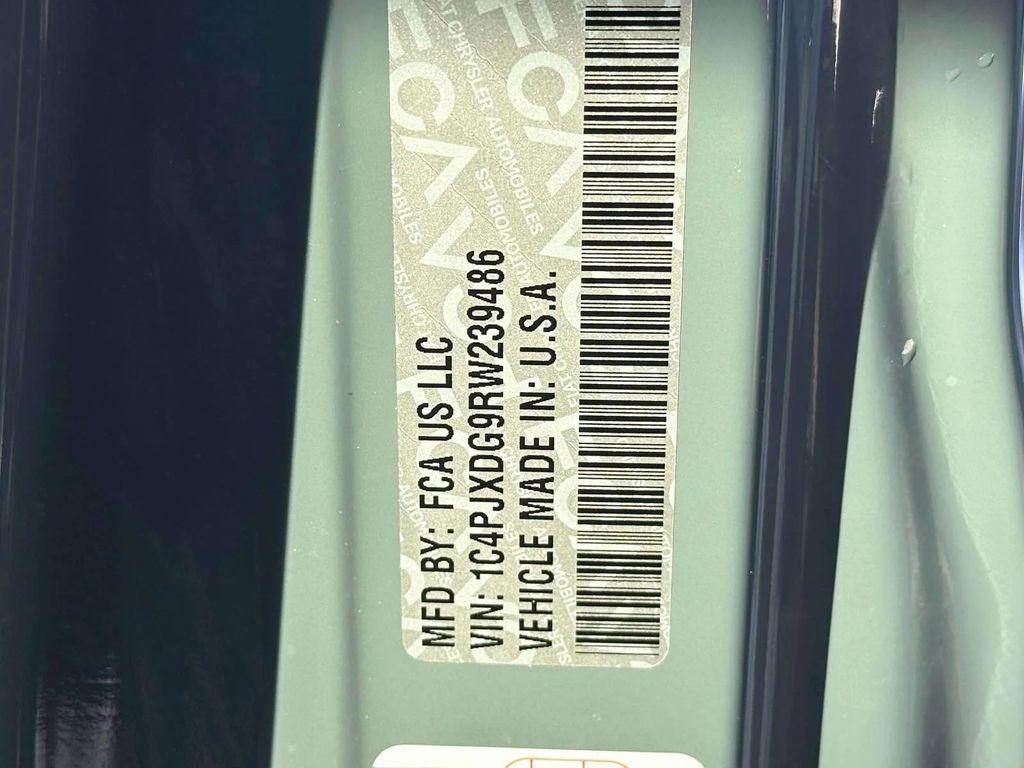 MFD BY: FCA US LLC
VIN: 1C4PJXDG9RW239486
VEHICLE MADE IN: U.S.A.